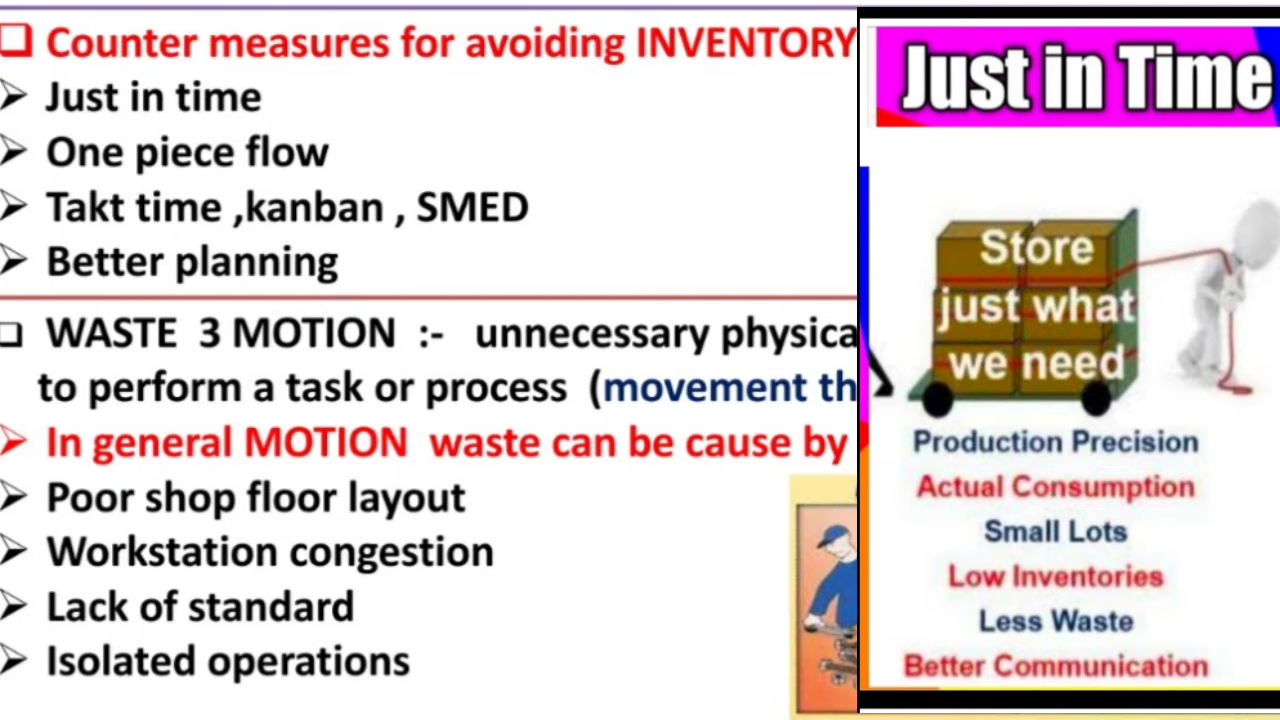 Counter measures for avoiding INVENTORY
Just in time
One piece flow
Takt time ,kanban , SMED
Better planning
WASTE 3 MOTION :- unnecessary physica
to perform a task or process (movement th
In general MOTION waste can be cause by
Poor shop floor layout
Workstation congestion
Lack of standard
Isolated operations
Just in Time
Store
just what
we need
Production Precision
Actual Consumption
Small Lots
Low Inventories
Less Waste
Better Communication